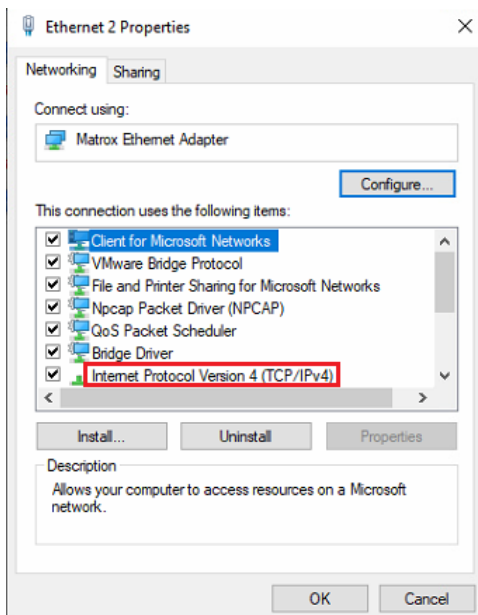 Ethernet 2 Properties
Networking Sharing
Connect using:
Matrox Ethernet Adapter
Configure...
This connection uses the following items:
Client for Microsoft Networks
VMware Bridge Protocol
File and Printer Sharing for Microsoft Networks
Npcap Packet Driver (NPCAP)
QoS Packet Scheduler
Bridge Driver
Internet Protocol Version 4 (TCP/IPv4)
Install... Uninstall Properties
Description
Allows your computer to access resources on a Microsoft
network.
OK Cancel